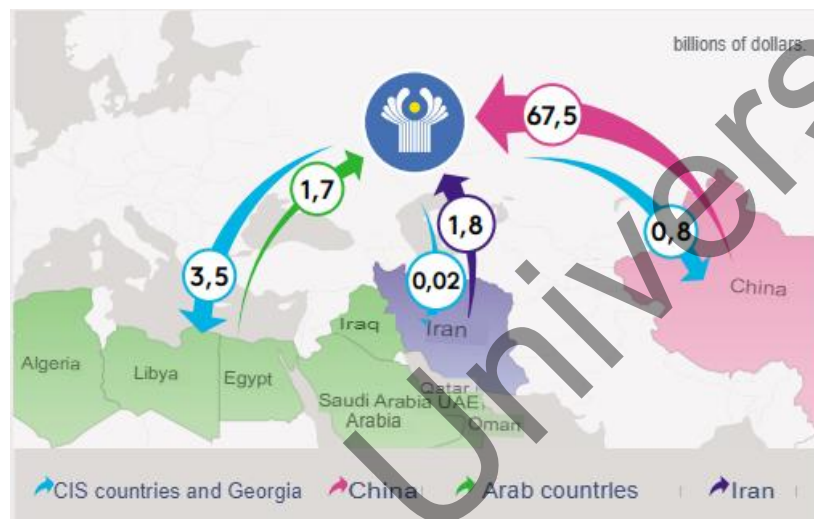 billions of dollars.
67,5
1,7
1,8
0,8
3,5
0,02
China
Iraq
Iran
Algeria
Libya
Egypt
Qatar
Saudi Arabia UAE
Arabia
Oman
CIS countries and Georgia
China
Arab countries
Iran
Univers